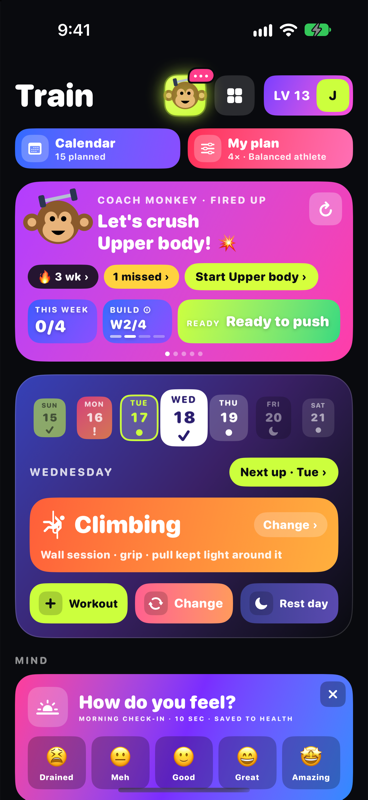 9:41
Train
LV 13
J
Calendar
15 planned
My plan
4× · Balanced athlete
COACH MONKEY · FIRED UP
Let's crush
Upper body! 💥
🔥 3 wk ›
1 missed ›
Start Upper body ›
THIS WEEK
0/4
BUILD
W2/4
READY Ready to push
SUN
15
MON
16
!
TUE
17
WED
18
THU
19
FRI
20
SAT
21
WEDNESDAY
Next up · Tue ›
Climbing
Change ›
Wall session · grip · pull kept light around it
Workout
Change
Rest day
MIND
How do you feel?
MORNING CHECK-IN · 10 SEC · SAVED TO HEALTH
Drained
Meh
Good
Great
Amazing